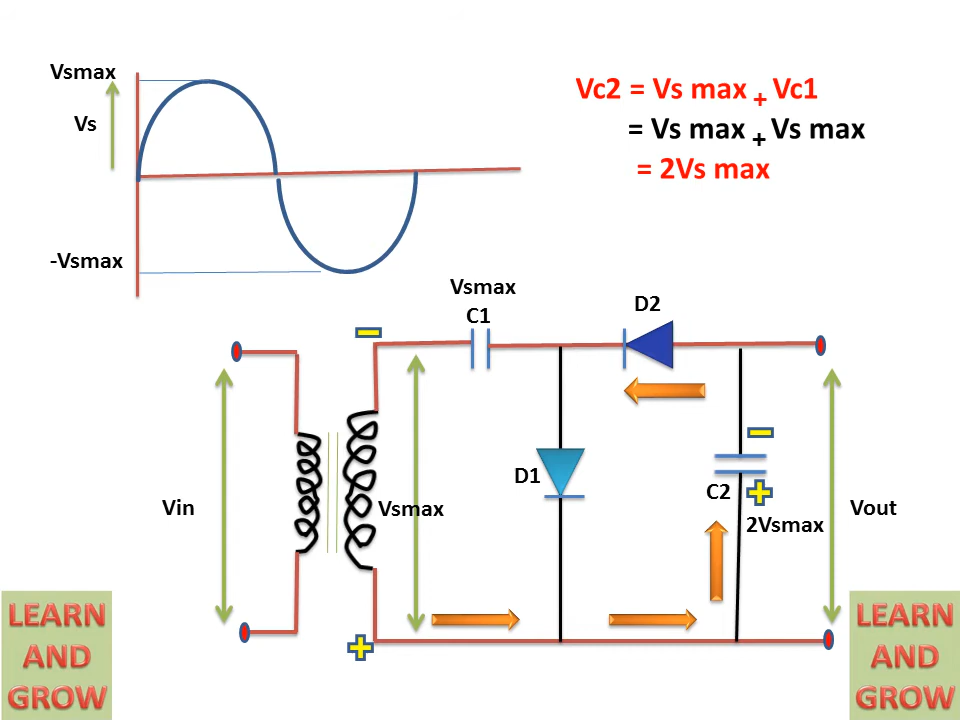 Vsmax
Vs
-Vsmax
Vc2 = Vs max + Vc1
= Vs max + Vs max
= 2Vs max
Vsmax
C1
D2
D1
C2
Vin
Vsmax
2Vsmax
Vout
LEARN
AND
GROW
LEARN
AND
GROW